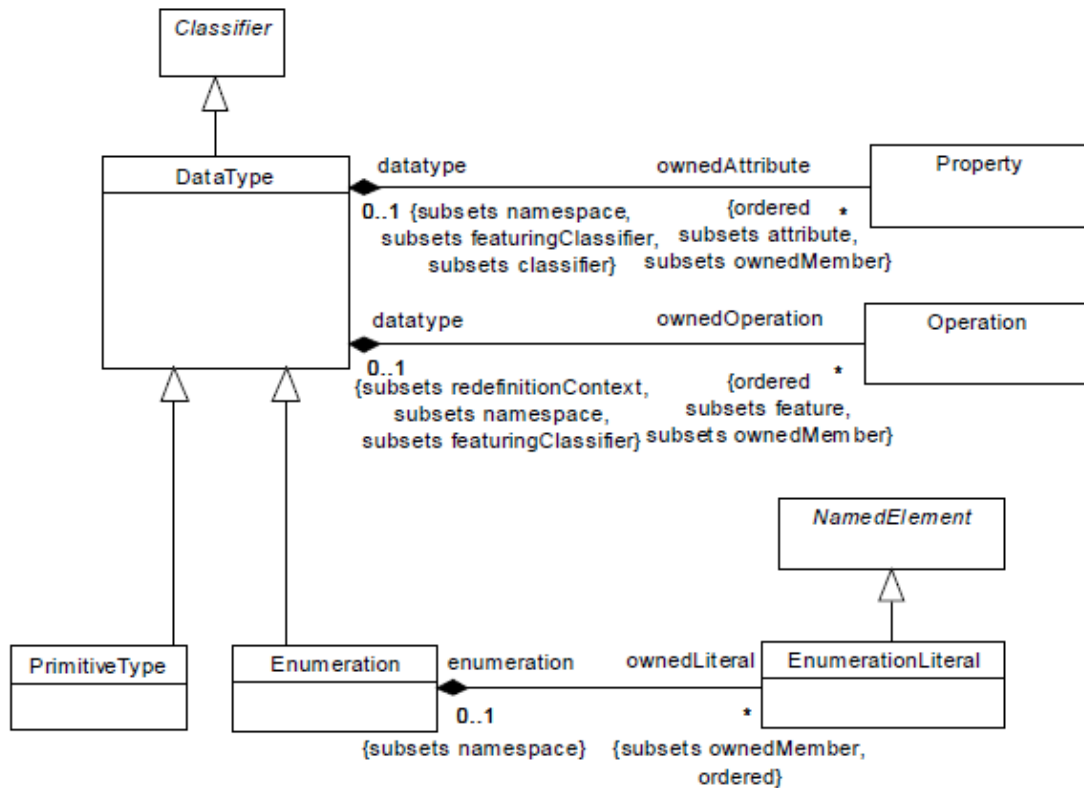 Classifier
DataType
datatype
ownedAttribute
Property
0..1 {subsets namespace,
subsets featuringClassifier,
subsets classifier}
{ordered *
subsets attribute,
subsets ownedMember}
datatype
ownedOperation
Operation
0..1
{subsets redefinitionContext,
subsets namespace,
subsets featuringClassifier}
*
{ordered
subsets feature,
subsets ownedMember}
NamedElement
PrimitiveType
Enumeration
enumeration
ownedLiteral
EnumerationLiteral
0..1
*
{subsets namespace}
{subsets ownedMember,
ordered}